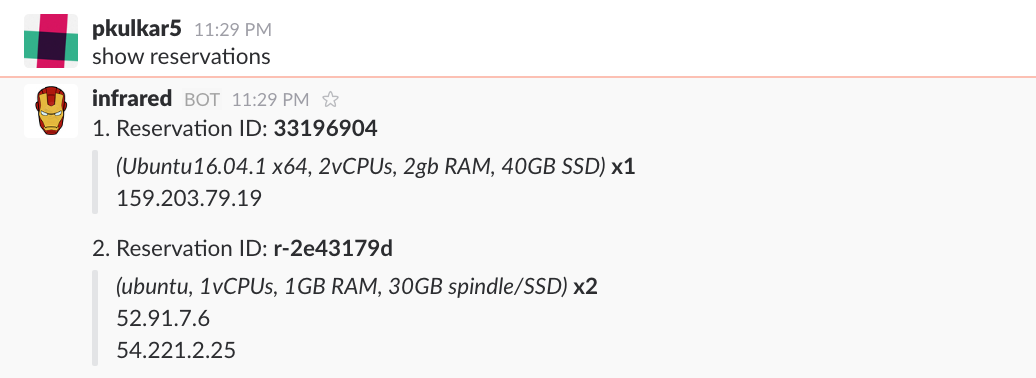 pkulkar5 11:29 PM
show reservations
infrared BOT 11:29 PM
1. Reservation ID: 33196904
(Ubuntu16.04.1 x64, 2vCPUs, 2gb RAM, 40GB SSD) x1
159.203.79.19
2. Reservation ID: r-2e43179d
(ubuntu, 1vCPUs, 1GB RAM, 30GB spindle/SSD) x2
52.91.7.6
54.221.2.25